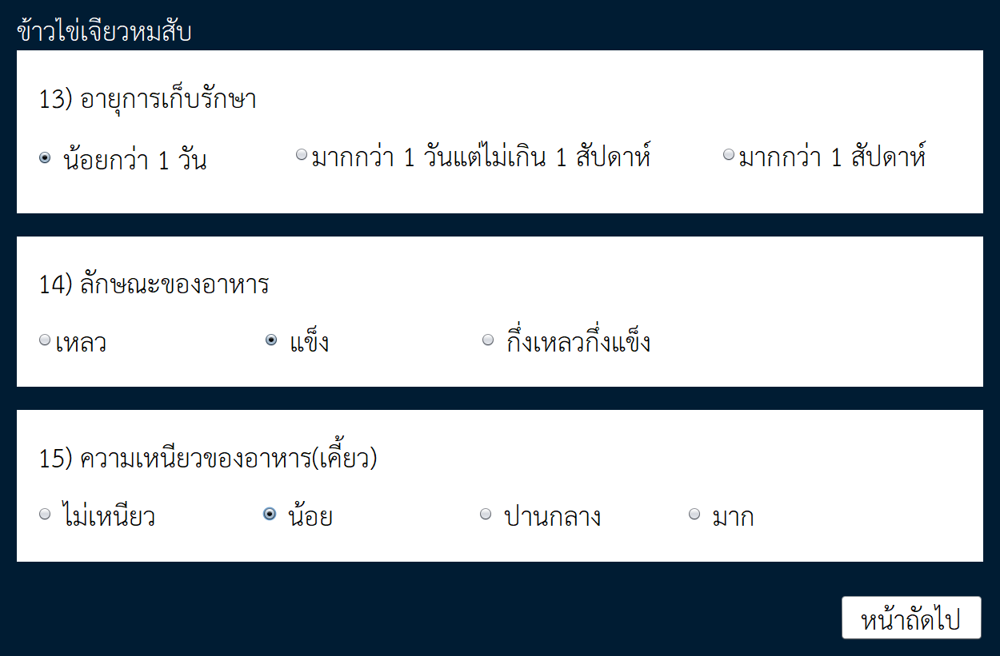 ข้าวไข่เจียวหมสับ
13) อายุการเก็บรักษา
น้อยกว่า 1 วัน มากกว่า 1 วันแต่ไม่เกิน 1 สัปดาห์ มากกว่า 1 สัปดาห์
14) ลักษณะของอาหาร
เหลว แข็ง กึ่งเหลวกึ่งแข็ง
15) ความเหนียวของอาหาร(เคี้ยว)
ไม่เหนียว น้อย ปานกลาง มาก
หน้าถัดไป